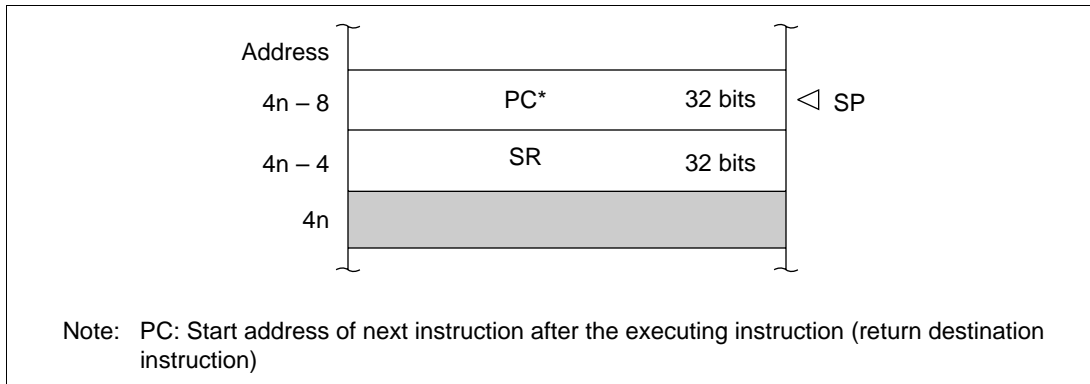 Address
4n – 8 PC* 32 bits ◁ SP
4n – 4 SR 32 bits
4n
Note: PC: Start address of next instruction after the executing instruction (return destination
instruction)